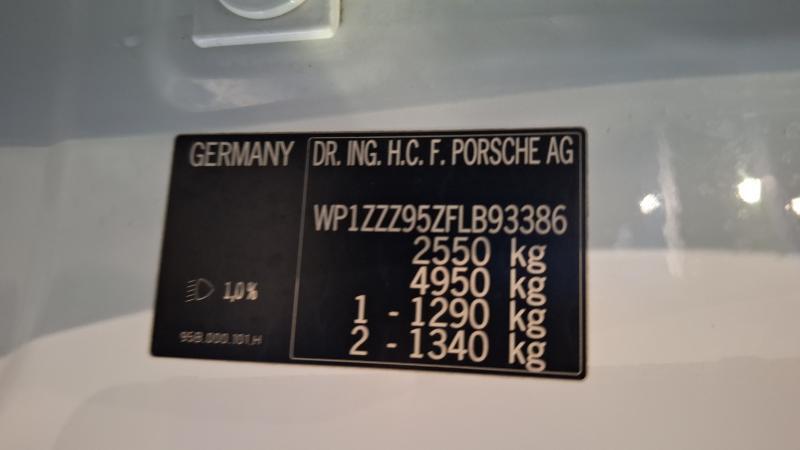 GERMANY
1,0%
95B.000.101.H
DR. ING. H.C. F. PORSCHE AG
WP1ZZZ95ZFLB93386
2550 kg
4950 kg
1 - 1290 kg
2 - 1340 kg